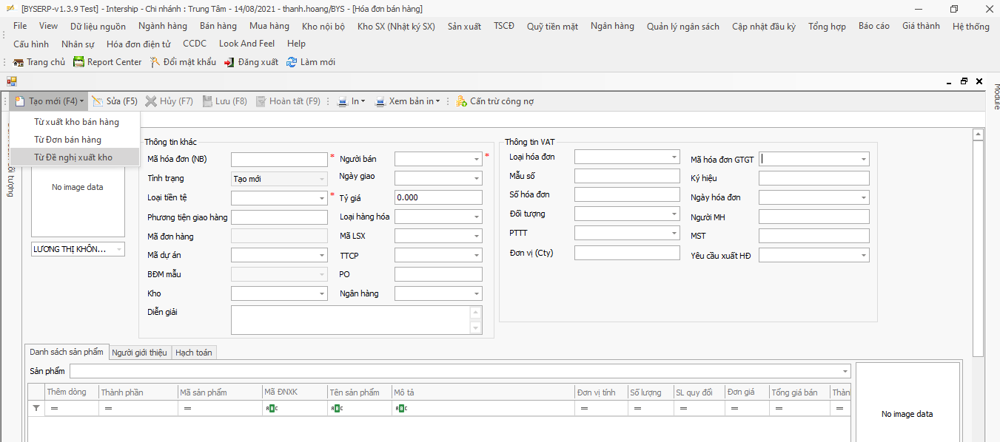 [BYSERP-v1.3.9 Test] - Intership - Chi nhánh : Trung Tâm - 14/08/2021 - thanh.hoang/BYS - [Hóa đơn bán hàng]
File View Dữ liệu nguồn Ngành hàng Bán hàng Mua hàng Kho nội bộ Kho SX (Nhật ký SX) Sản xuất TSCĐ Quỹ tiền mặt Ngân hàng Quản lý ngân sách Cập nhật đầu kỳ Tổng hợp Báo cáo Giá thành Hệ thống
Cấu hình Nhân sự Hóa đơn điện tử CCDC Look And Feel Help
Trang chủ Report Center Đổi mật khẩu Đăng xuất Làm mới
Module
Tạo mới (F4) Sửa (F5) Hủy (F7) Lưu (F8) Hoàn tất (F9) In Xem bản in Cấn trừ công nợ
Từ xuất kho bán hàng
Từ Đơn bán hàng
Từ Đề nghị xuất kho
Thông tin khác Thông tin VAT
Mã hóa đơn (NB) * Người bán * Loại hóa đơn Mã hóa đơn GTGT
Tình trạng Tạo mới Ngày giao Mẫu số Ký hiệu
No image data
Loại tiền tệ * Tỷ giá 0.000 Số hóa đơn Ngày hóa đơn
Phương tiện giao hàng Loại hàng hóa Đối tượng Người MH
Mã đơn hàng Mã LSX PTTT MST
LƯƠNG THỊ KHÔN...
Mã dự án TTCP Đơn vị (Cty) Yêu cầu xuất HĐ
BĐM mẫu PO
Kho Ngân hàng
Diễn giải
Danh sách sản phẩm Người giới thiệu Hạch toán
Sản phẩm
Thêm dòng Thành phần Mã sản phẩm Mã ĐNXK Tên sản phẩm Mô tả Đơn vị tính Số lượng SL quy đổi Đơn giá Tổng giá bán Thàn
= = = ABC ABC ABC = = = = = =
No image data